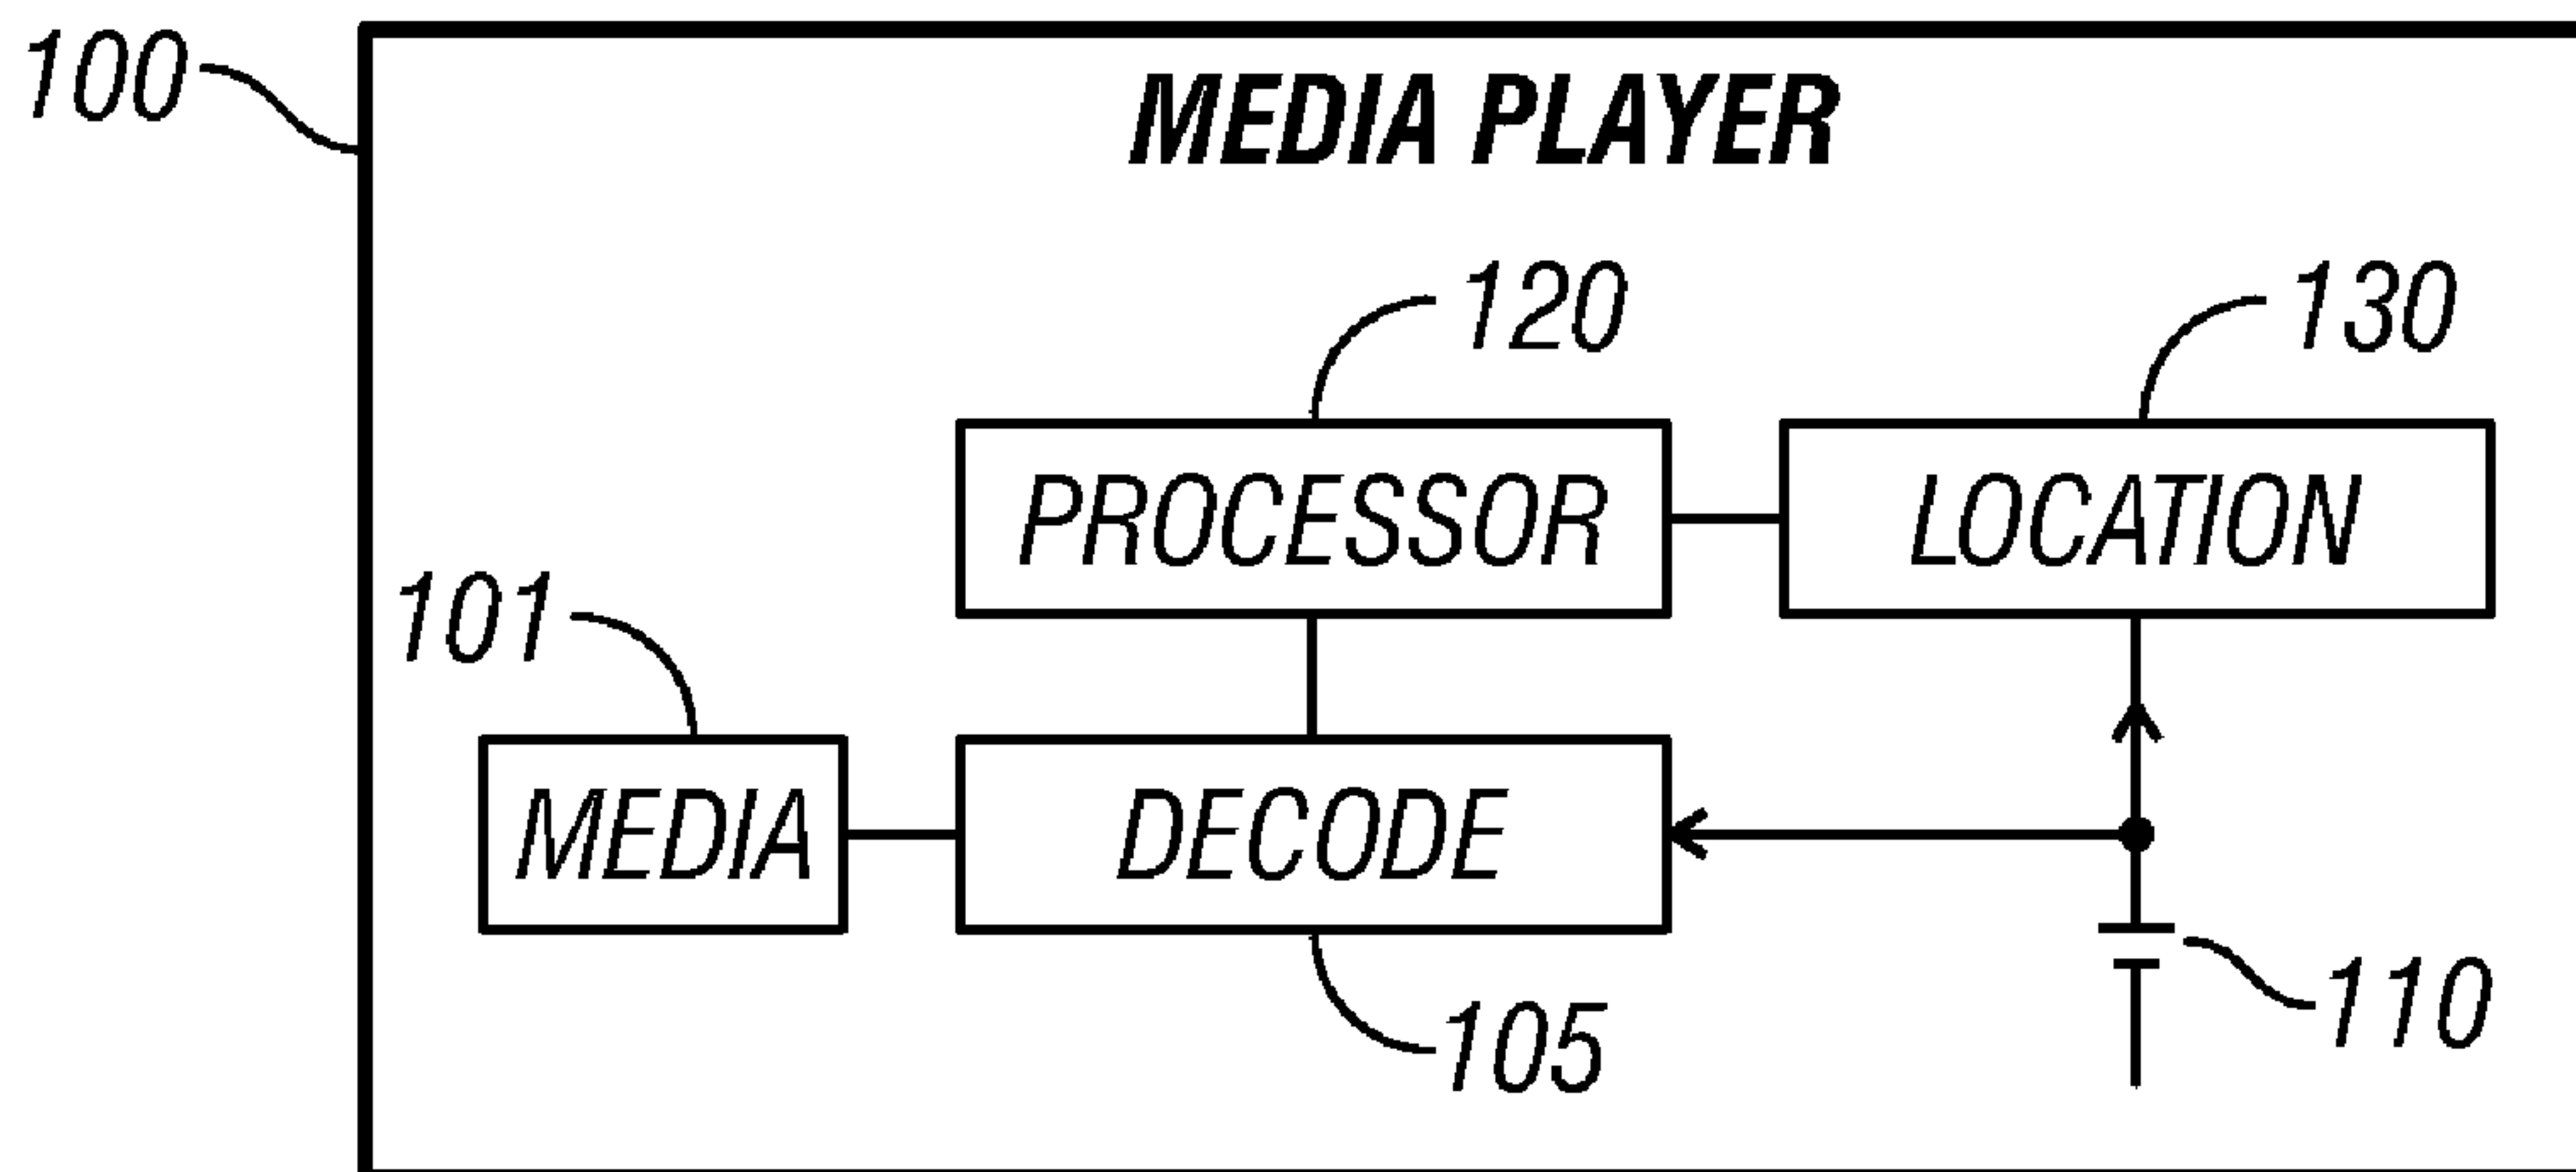 100
MEDIA PLAYER
120
130
PROCESSOR
LOCATION
101
MEDIA
DECODE
105
110